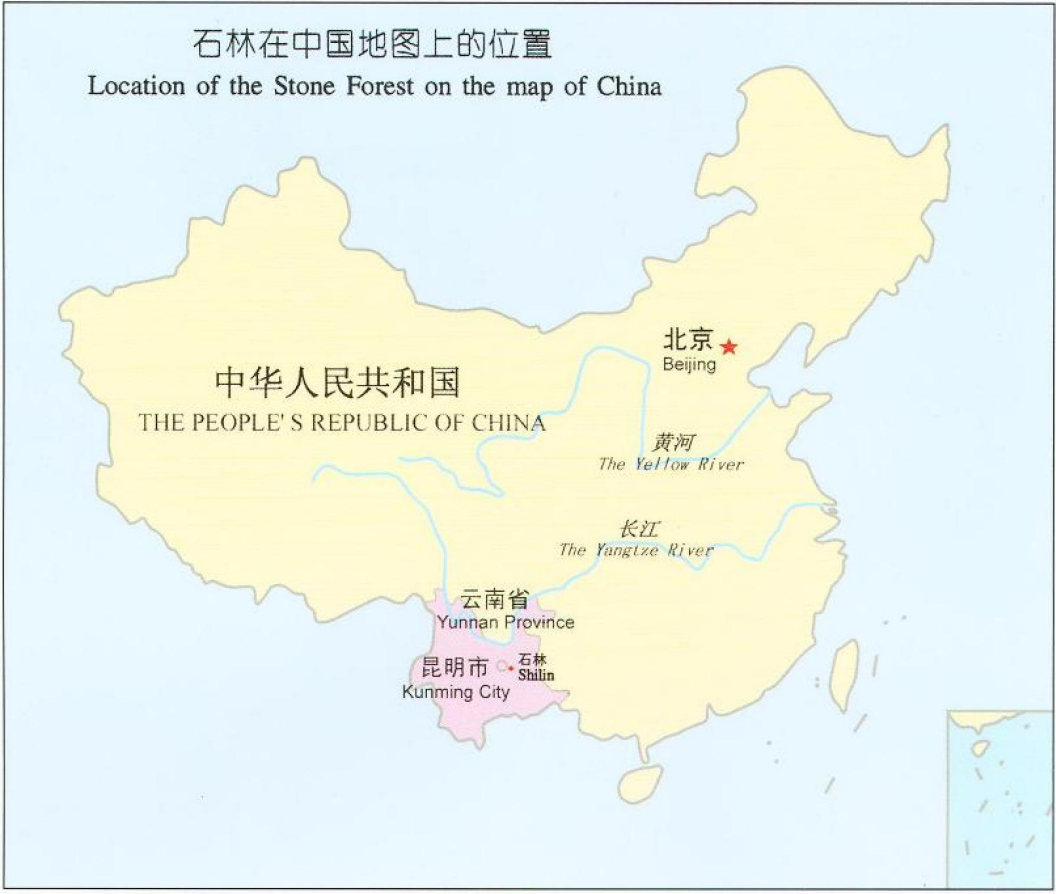 石林在中国地图上的位置
Location of the Stone Forest on the map of China
北京
Beijing
中华人民共和国
THE PEOPLE'S REPUBLIC OF CHINA
黄河
The Yellow River
长江
The Yangtze River
云南省
Yunnan Province
昆明市
Kunming City
石林
Shilin